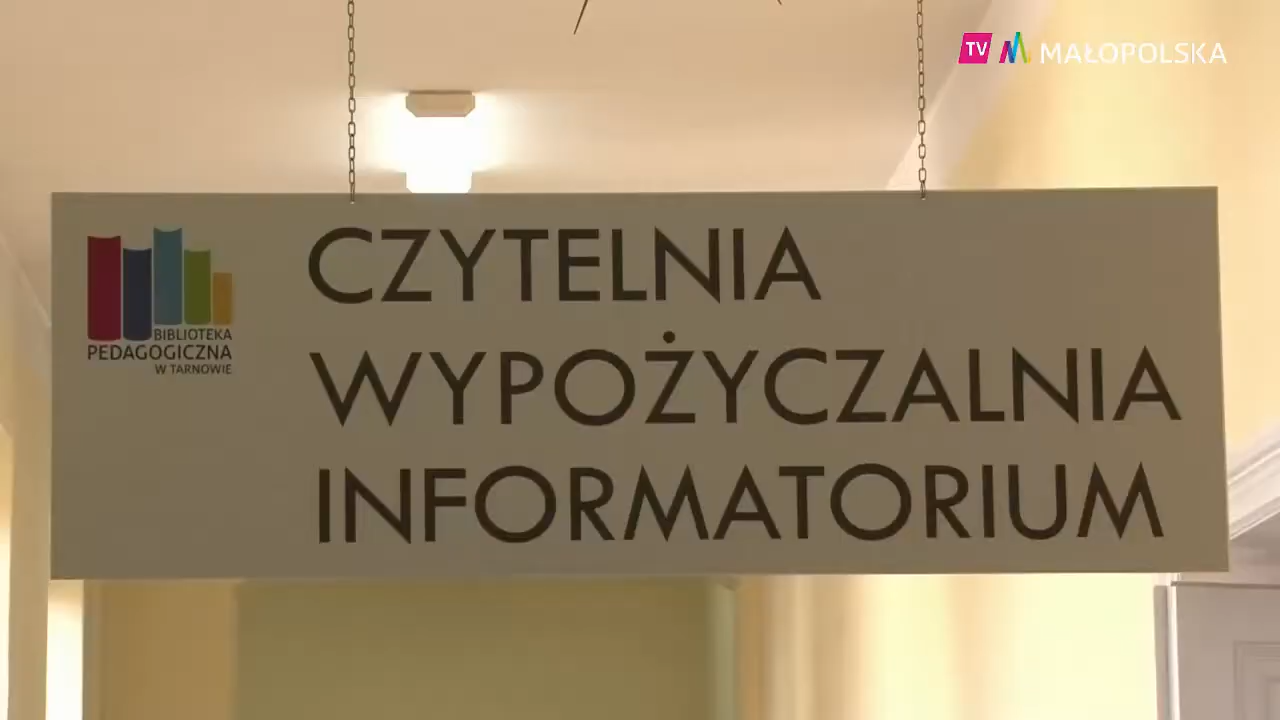 TV MAŁOPOLSKA
CZYTELNIA
WYPOŻYCZALNIA
INFORMATORIUM
BIBLIOTEKA
PEDAGOGICZNA
W TARNOWIE